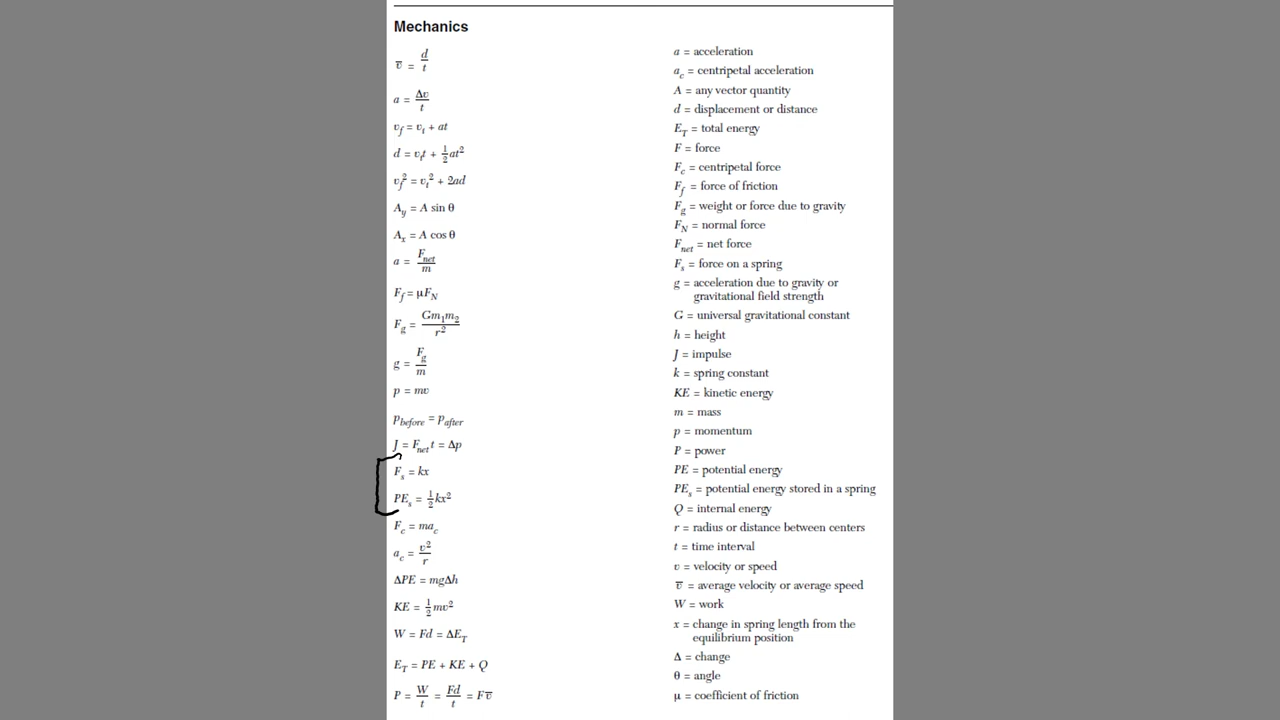 Mechanics
v̅ = d/t
a = Δv/t
v_f = v_i + at
d = v_i t + ½at²
v_f² = v_i² + 2ad
A_y = A sin θ
A_x = A cos θ
a = F_net/m
F_f = μF_N
F_g = Gm₁m₂/r²
g = F_g/m
p = mv
p_before = p_after
J = F_net t = Δp
F_s = kx
PE_s = ½kx²
F_c = ma_c
a_c = v²/r
ΔPE = mgΔh
KE = ½mv²
W = Fd = ΔE_T
E_T = PE + KE + Q
P = W/t = Fd/t = Fv̅
a = acceleration
a_c = centripetal acceleration
A = any vector quantity
d = displacement or distance
E_T = total energy
F = force
F_c = centripetal force
F_f = force of friction
F_g = weight or force due to gravity
F_N = normal force
F_net = net force
F_s = force on a spring
g = acceleration due to gravity or
gravitational field strength
G = universal gravitational constant
h = height
J = impulse
k = spring constant
KE = kinetic energy
m = mass
p = momentum
P = power
PE = potential energy
PE_s = potential energy stored in a spring
Q = internal energy
r = radius or distance between centers
t = time interval
v = velocity or speed
v̅ = average velocity or average speed
W = work
x = change in spring length from the
equilibrium position
Δ = change
θ = angle
μ = coefficient of friction